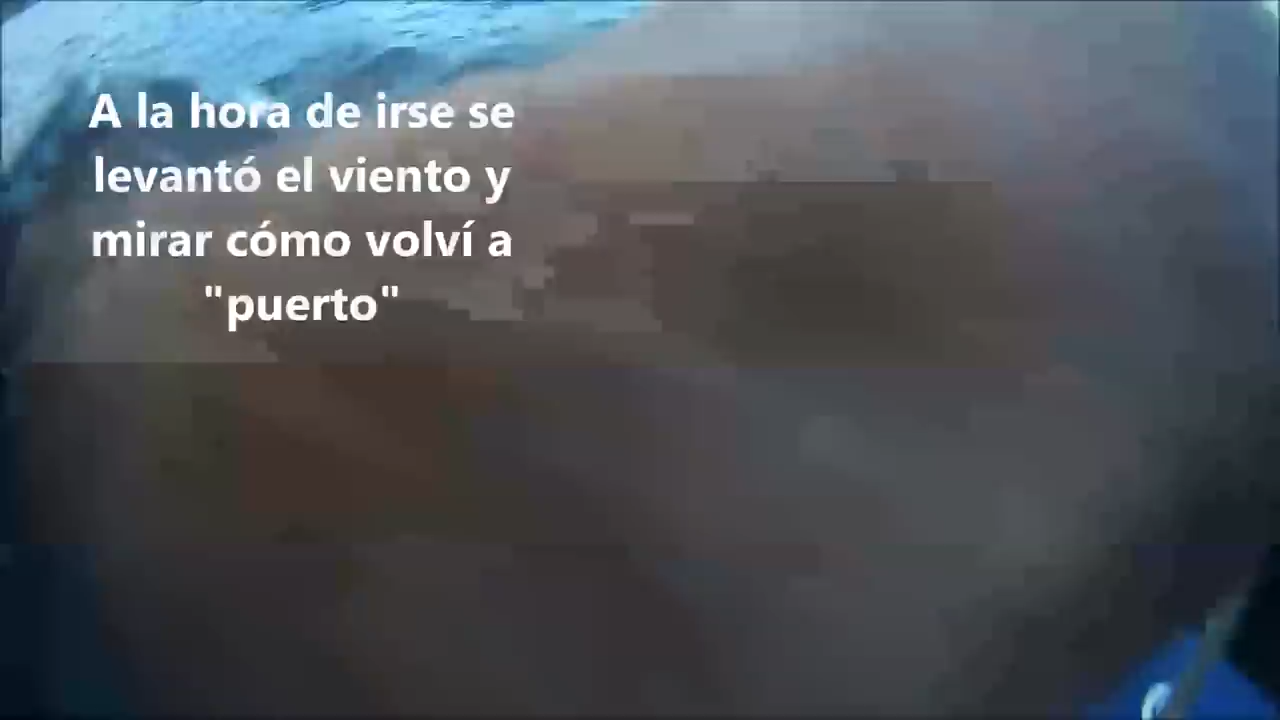 A la hora de irse se
levantó el viento y
mirar cómo volví a
"puerto"